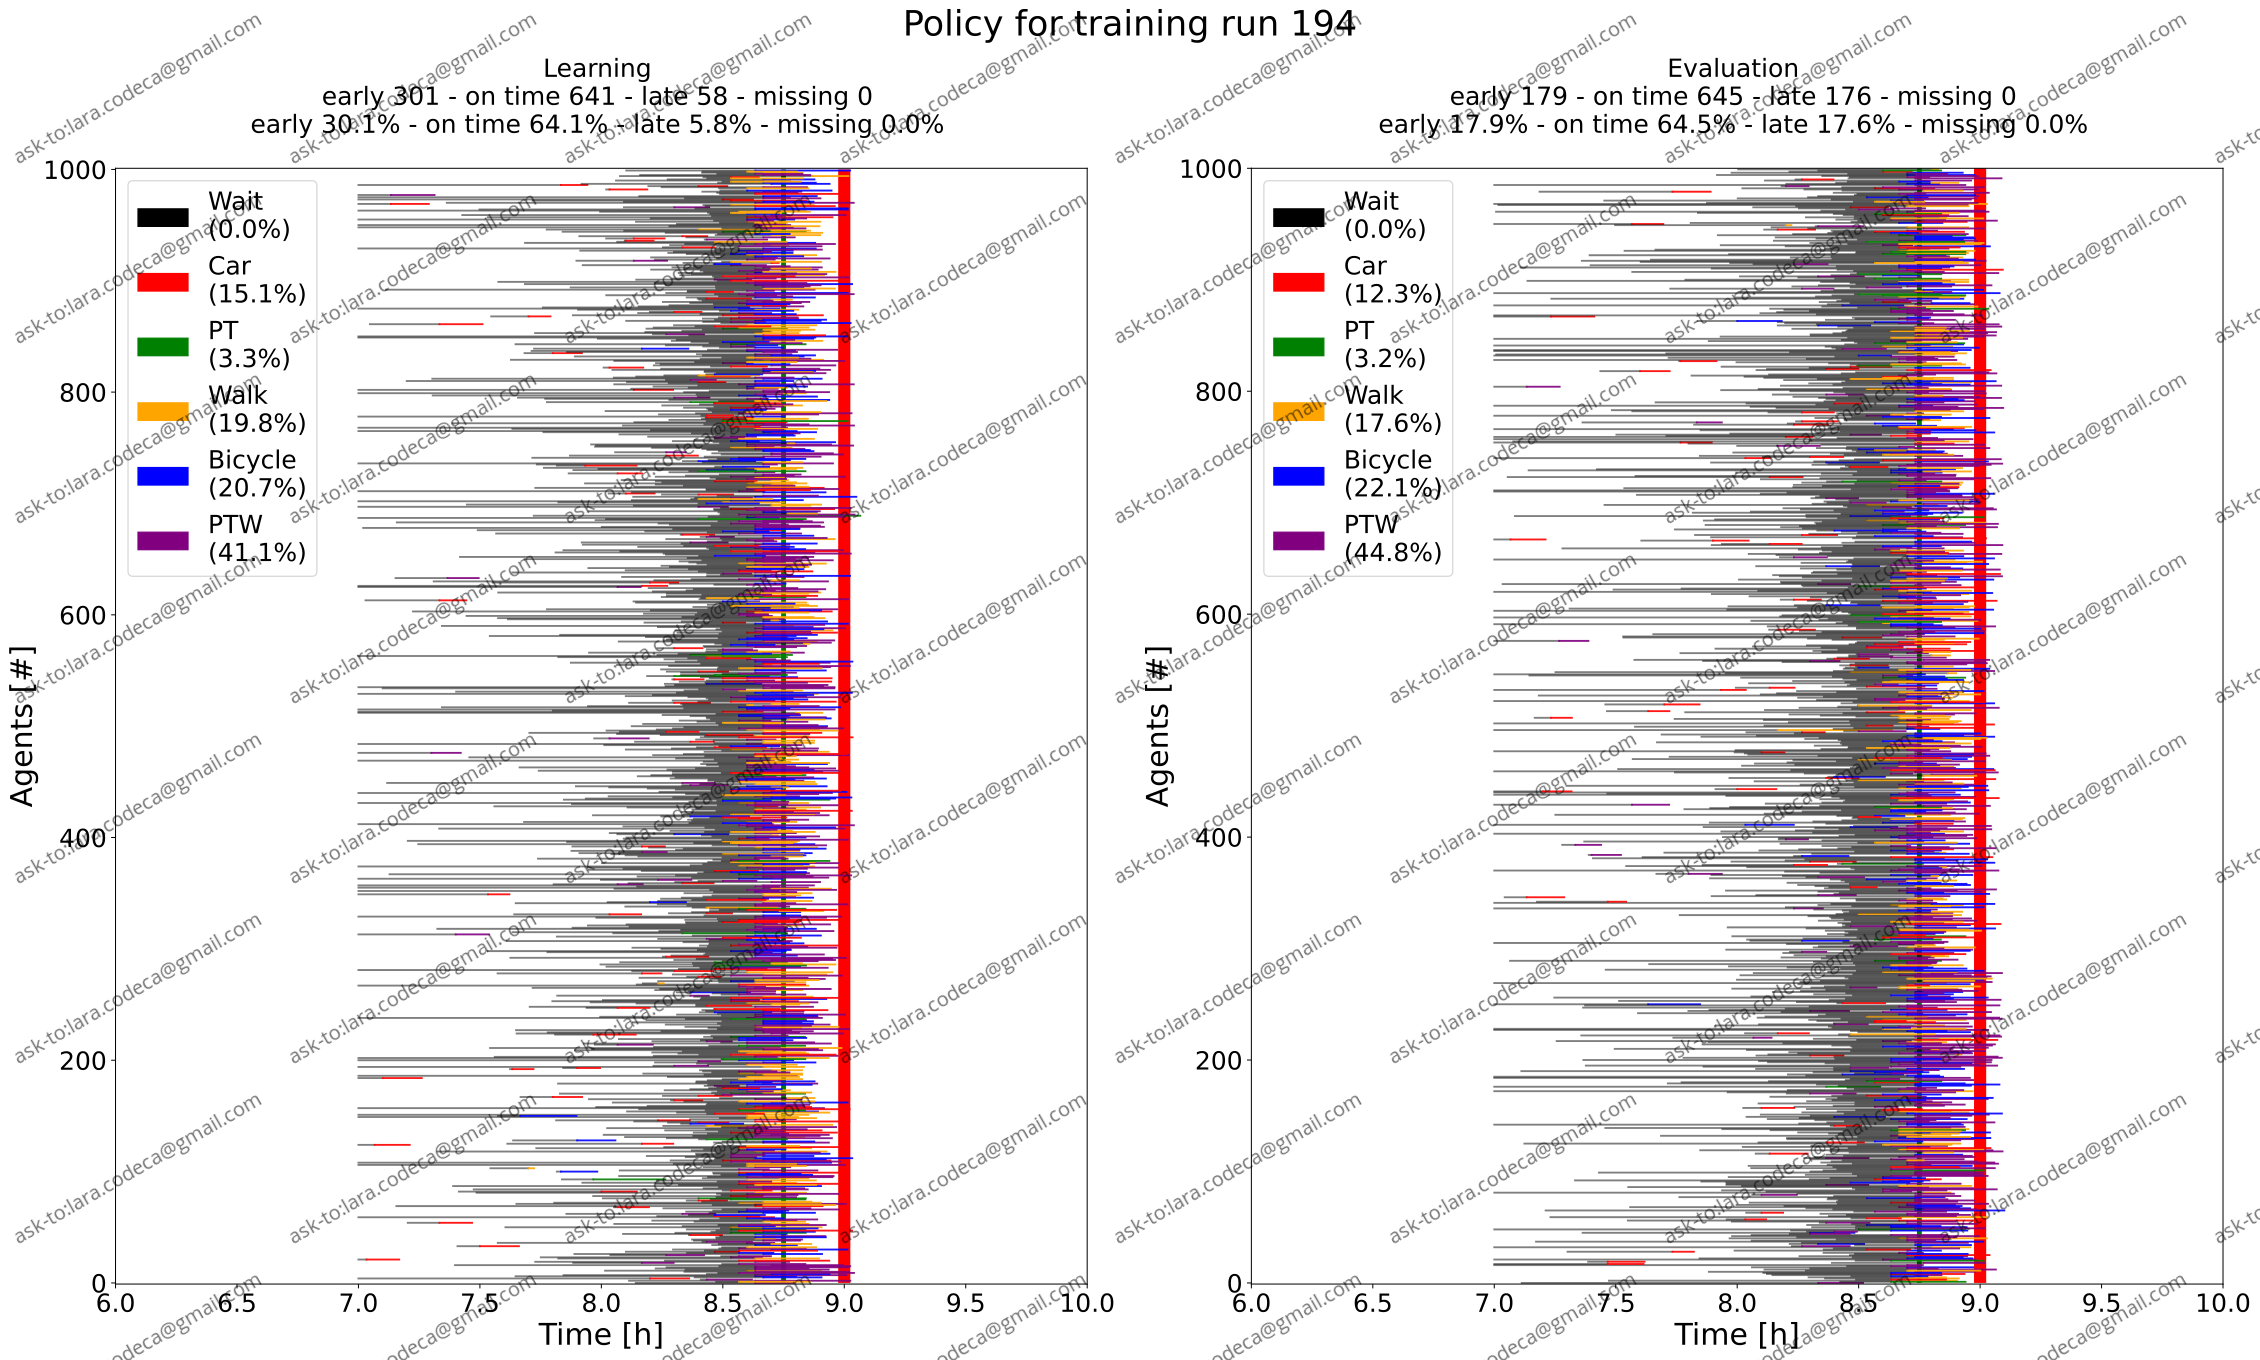 Policy for training run 194
Learning
early 301 - on time 641 - late 58 - missing 0
early 30.1% - on time 64.1% - late 5.8% - missing 0.0%
Agents [#]
1000
800
600
400
200
0
Wait
(0.0%)
Car
(15.1%)
PT
(3.3%)
Walk
(19.8%)
Bicycle
(20.7%)
PTW
(41.1%)
6.0 6.5 7.0 7.5 8.0 8.5 9.0 9.5 10.0
Time [h]
Evaluation
early 179 - on time 645 - late 176 - missing 0
early 17.9% - on time 64.5% - late 17.6% - missing 0.0%
Agents [#]
1000
800
600
400
200
0
Wait
(0.0%)
Car
(12.3%)
PT
(3.2%)
Walk
(17.6%)
Bicycle
(22.1%)
PTW
(44.8%)
6.0 6.5 7.0 7.5 8.0 8.5 9.0 9.5 10.0
Time [h]
ask-to:lara.codeca@gmail.com